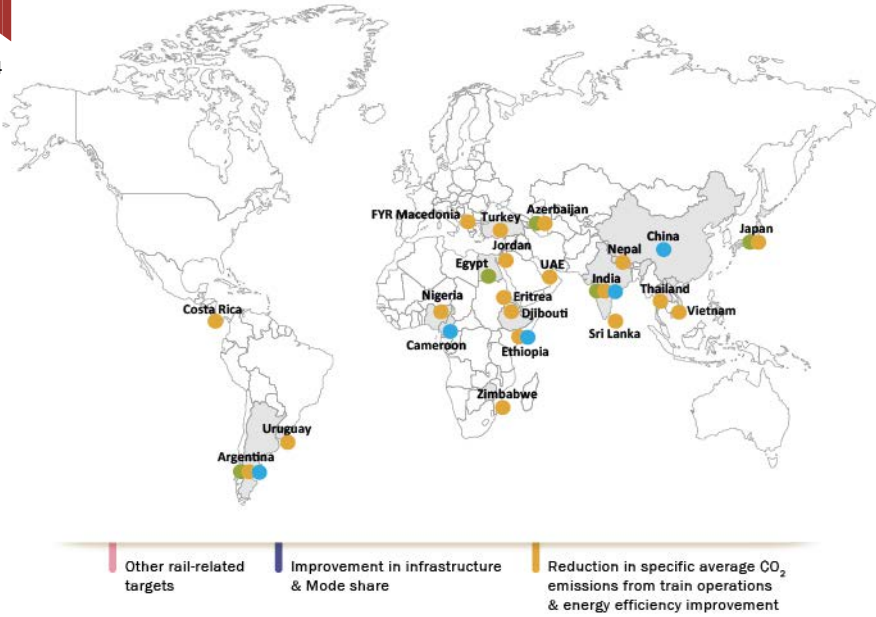 FYR Macedonia
Turkey
Azerbaijan
Jordan
Egypt
UAE
Nepal
China
Japan
India
Thailand
Vietnam
Sri Lanka
Nigeria
Eritrea
Djibouti
Cameroon
Ethiopia
Zimbabwe
Costa Rica
Uruguay
Argentina
Other rail-related
targets
Improvement in infrastructure
& Mode share
Reduction in specific average CO₂
emissions from train operations
& energy efficiency improvement